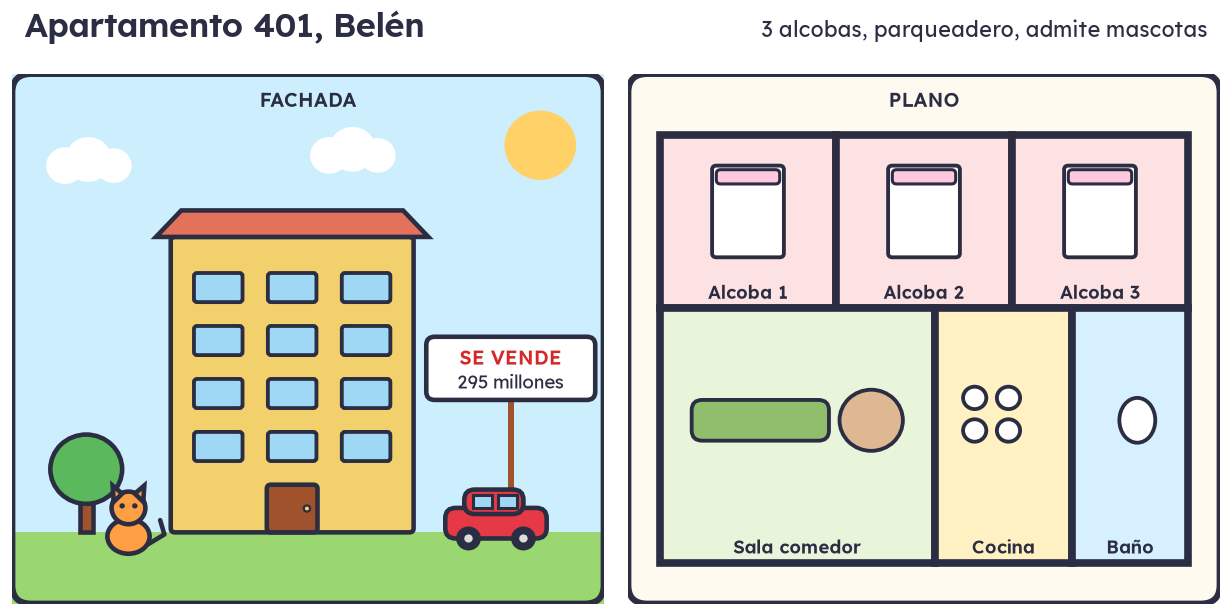 Apartamento 401, Belén
3 alcobas, parqueadero, admite mascotas
FACHADA
SE VENDE
295 millones
PLANO
Alcoba 1
Alcoba 2
Alcoba 3
Sala comedor
Cocina
Baño